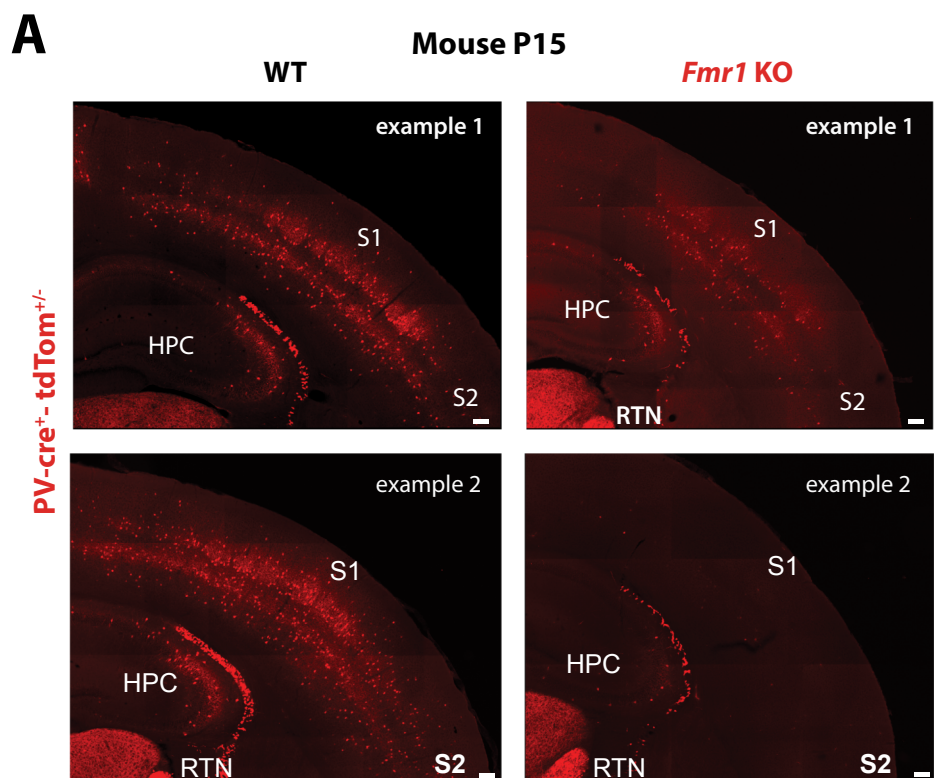 A
Mouse P15
WT
Fmr1 KO
PV-cre+- tdTom+/-
example 1
S1
HPC
S2
example 1
S1
HPC
S2
RTN
example 2
S1
HPC
RTN
S2
example 2
S1
HPC
RTN
S2